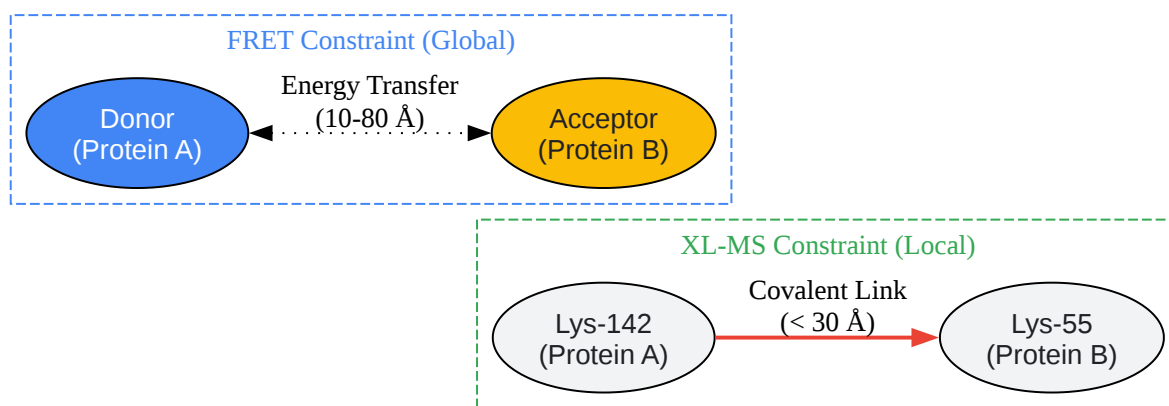 FRET Constraint (Global)
Energy Transfer
(10-80 Å)
Donor
(Protein A)
Acceptor
(Protein B)
XL-MS Constraint (Local)
Covalent Link
(< 30 Å)
Lys-142
(Protein A)
Lys-55
(Protein B)